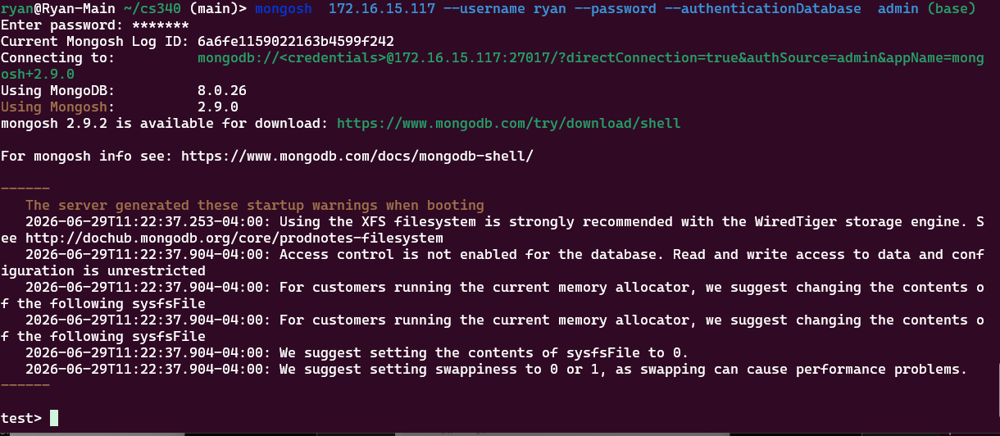 ryan@Ryan-Main ~/cs340 (main)> mongosh  172.16.15.117 --username ryan --password --authenticationDatabase  admin (base)
Enter password: *******
Current Mongosh Log ID: 6a6fe1159022163b4599f242
Connecting to:          mongodb://<credentials>@172.16.15.117:27017/?directConnection=true&authSource=admin&appName=mong
osh+2.9.0
Using MongoDB:          8.0.26
Using Mongosh:          2.9.0
mongosh 2.9.2 is available for download: https://www.mongodb.com/try/download/shell
For mongosh info see: https://www.mongodb.com/docs/mongodb-shell/
------
   The server generated these startup warnings when booting
   2026-06-29T11:22:37.253-04:00: Using the XFS filesystem is strongly recommended with the WiredTiger storage engine. S
ee http://dochub.mongodb.org/core/prodnotes-filesystem
   2026-06-29T11:22:37.904-04:00: Access control is not enabled for the database. Read and write access to data and conf
iguration is unrestricted
   2026-06-29T11:22:37.904-04:00: For customers running the current memory allocator, we suggest changing the contents o
f the following sysfsFile
   2026-06-29T11:22:37.904-04:00: For customers running the current memory allocator, we suggest changing the contents o
f the following sysfsFile
   2026-06-29T11:22:37.904-04:00: We suggest setting the contents of sysfsFile to 0.
   2026-06-29T11:22:37.904-04:00: We suggest setting swappiness to 0 or 1, as swapping can cause performance problems.
------
test>